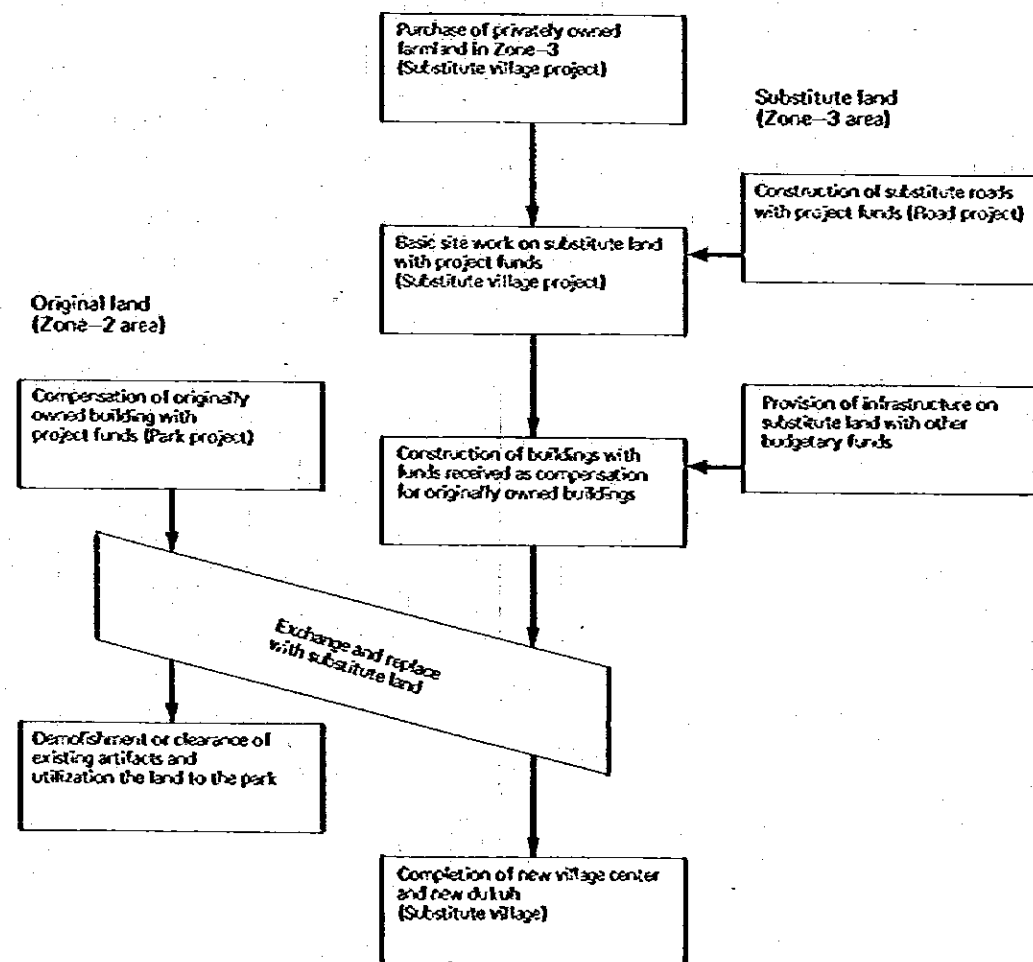 Purchase of privately owned
farmland in Zone-3
(Substitute village project)
Substitute land
(Zone-3 area)
Construction of substitute roads
with project funds (Road project)
Basic site work on substitute land
with project funds
(Substitute village project)
Original land
(Zone-2 area)
Compensation of originally
owned building with
project funds (Park project)
Provision of infrastructure on
substitute land with other
budgetary funds
Construction of buildings with
funds received as compensation
for originally owned buildings
Exchange and replace
with substitute land
Demolishment or clearance of
existing artifacts and
utilization the land to the park
Completion of new village center
and new dukuh
(Substitute village)